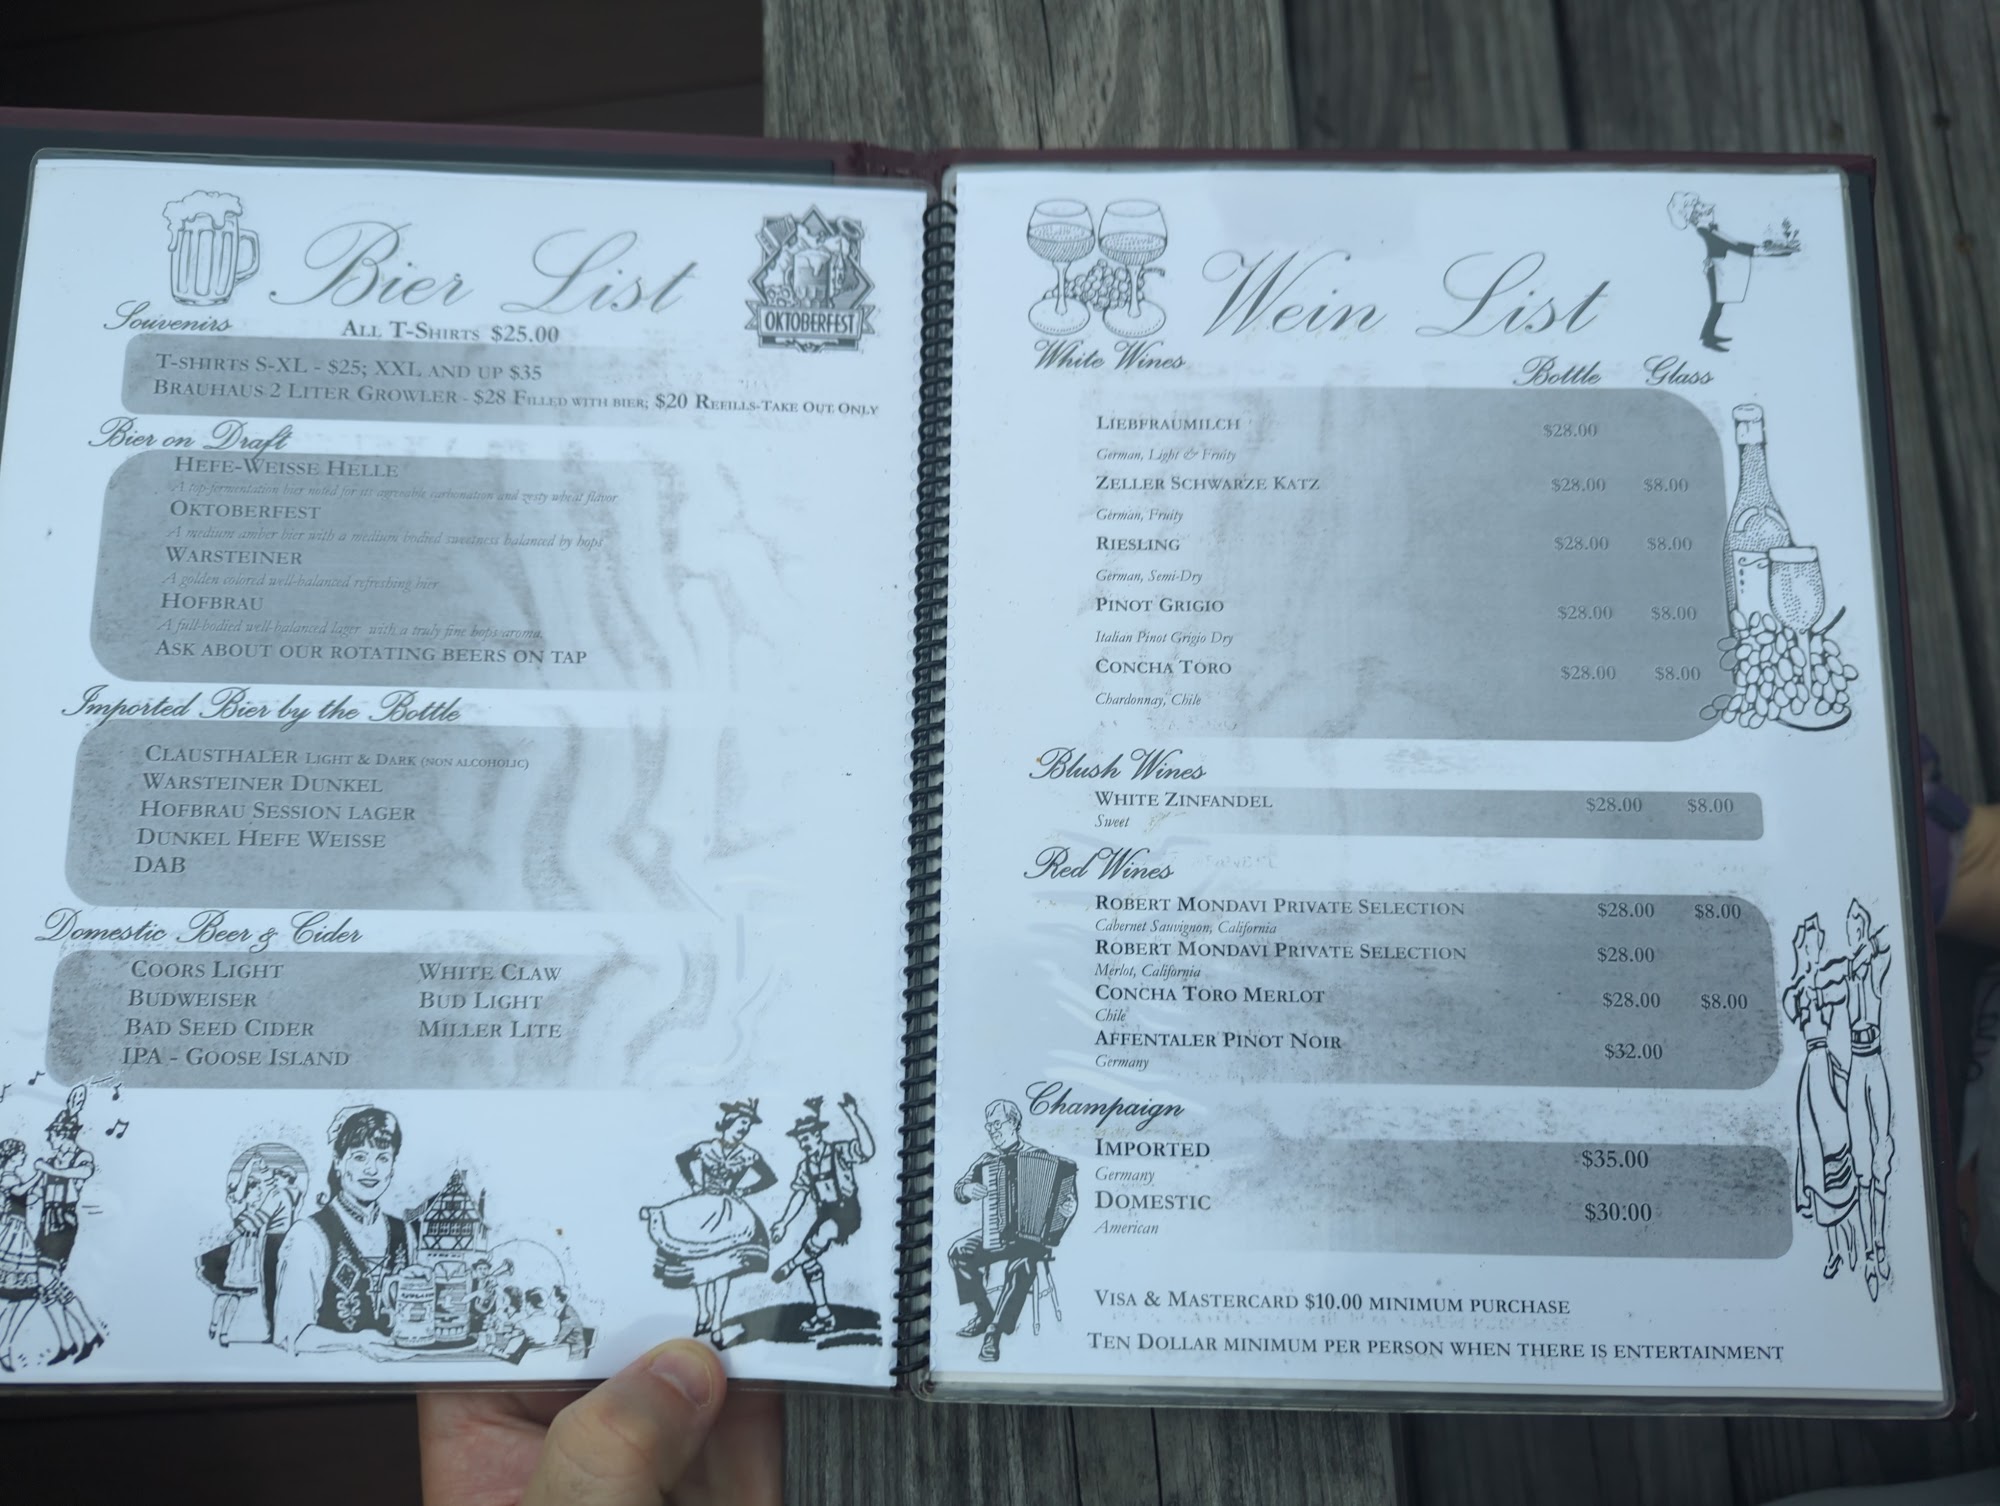 Bier List
OKTOBERFEST
Souvenirs
ALL T-SHIRTS $25.00
T-SHIRTS S-XL - $25; XXL AND UP $35
BRAUHAUS 2 LITER GROWLER - $28 FILLED WITH BIER; $20 REFILLS-TAKE OUT ONLY
Bier on Draft
HEFE-WEISSE HELLE
A top-fermentation bier noted for its agreeable carbonation and zesty wheat flavor
OKTOBERFEST
A medium amber bier with a medium bodied sweetness balanced by hops
WARSTEINER
A golden colored well-balanced refreshing bier
HOFBRAU
A full-bodied well-balanced lager with a truly fine hops aroma.
ASK ABOUT OUR ROTATING BEERS ON TAP
Imported Bier by the Bottle
CLAUSTHALER LIGHT & DARK (NON ALCOHOLIC)
WARSTEINER DUNKEL
HOFBRAU SESSION LAGER
DUNKEL HEFE WEISSE
DAB
Domestic Beer & Cider
COORS LIGHT WHITE CLAW
BUDWEISER BUD LIGHT
BAD SEED CIDER MILLER LITE
IPA - GOOSE ISLAND
Wein List
White Wines Bottle Glass
LIEBFRAUMILCH $28.00
German, Light & Fruity
ZELLER SCHWARZE KATZ $28.00 $8.00
German, Fruity
RIESLING $28.00 $8.00
German, Semi-Dry
PINOT GRIGIO $28.00 $8.00
Italian Pinot Grigio Dry
CONCHA TORO $28.00 $8.00
Chardonnay, Chile
Blush Wines
WHITE ZINFANDEL $28.00 $8.00
Sweet
Red Wines
ROBERT MONDAVI PRIVATE SELECTION $28.00 $8.00
Cabernet Sauvignon, California
ROBERT MONDAVI PRIVATE SELECTION $28.00
Merlot, California
CONCHA TORO MERLOT $28.00 $8.00
Chile
AFFENTALER PINOT NOIR $32.00
Germany
Champaign
IMPORTED $35.00
Germany
DOMESTIC $30.00
American
VISA & MASTERCARD $10.00 MINIMUM PURCHASE
TEN DOLLAR MINIMUM PER PERSON WHEN THERE IS ENTERTAINMENT